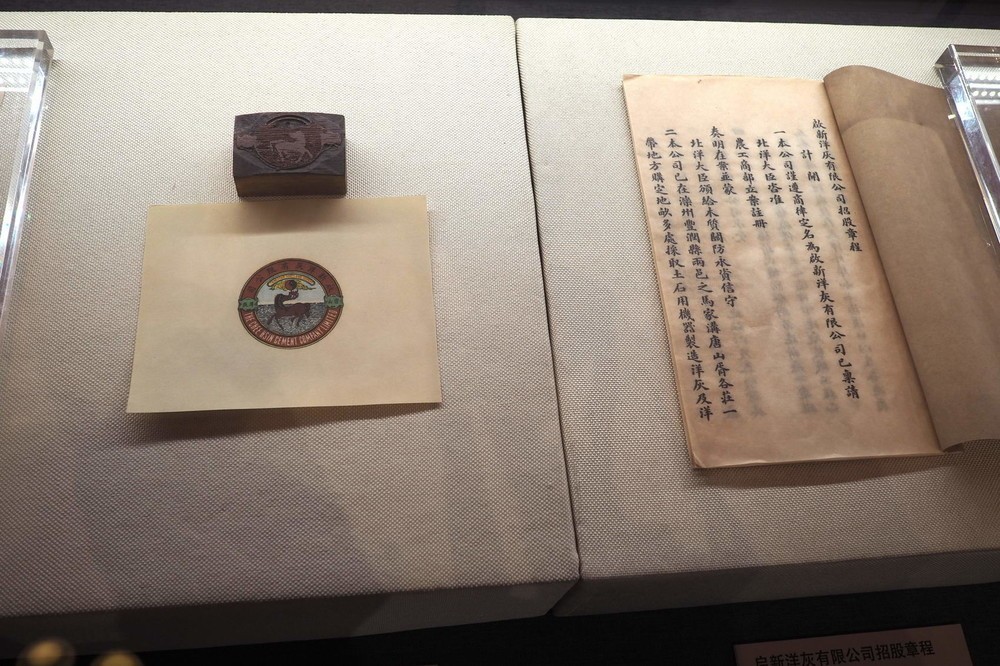 THE CHEE HSIN CEMENT COMPANY LIMITED
啟新洋灰有限公司招股章程
計開
一本公司謹遵商律定名為啟新洋灰有限公司已稟請
北洋大臣咨准
農工商部立案註冊
奏明在案並蒙
北洋大臣頒給木質關防永資信守
二本公司已在灤州豐潤縣兩邑之馬家溝唐山脣各莊一
帶地方購定地畝多處採取土石用機器製造洋灰及洋
启新洋灰有限公司招股章程